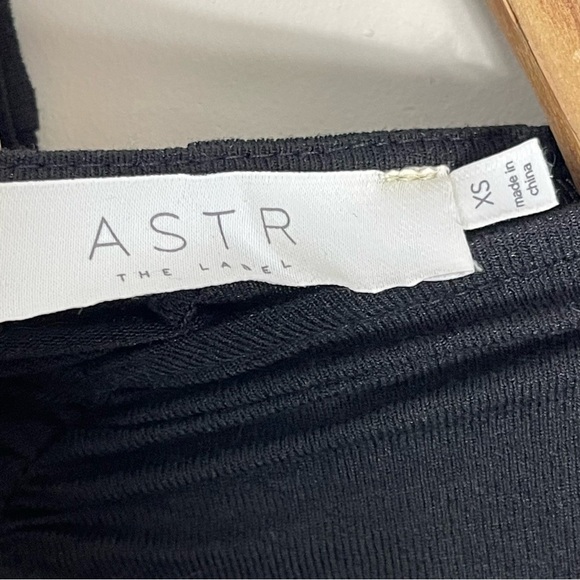 ASTR
THE LABEL
XS
made in
china